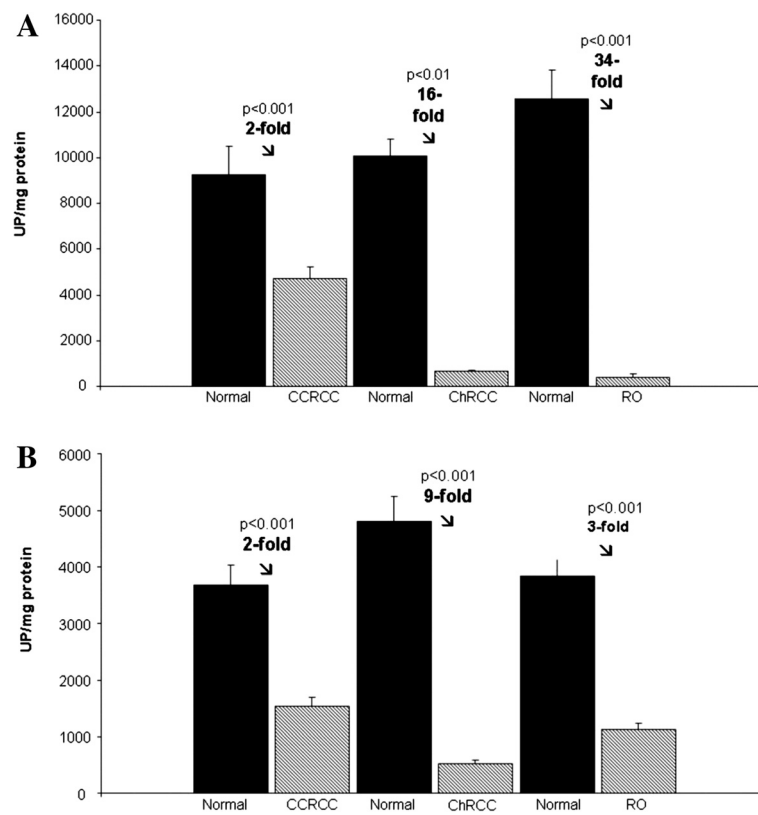 A
16000
14000
12000
10000
8000
6000
4000
2000
0
UP/mg protein
p<0.001
2-fold
p<0.01
16-
fold
p<0.001
34-
fold
Normal CCRCC Normal ChRCC Normal RO
B
6000
5000
4000
3000
2000
1000
0
UP/mg protein
p<0.001
2-fold
p<0.001
9-fold
p<0.001
3-fold
Normal CCRCC Normal ChRCC Normal RO